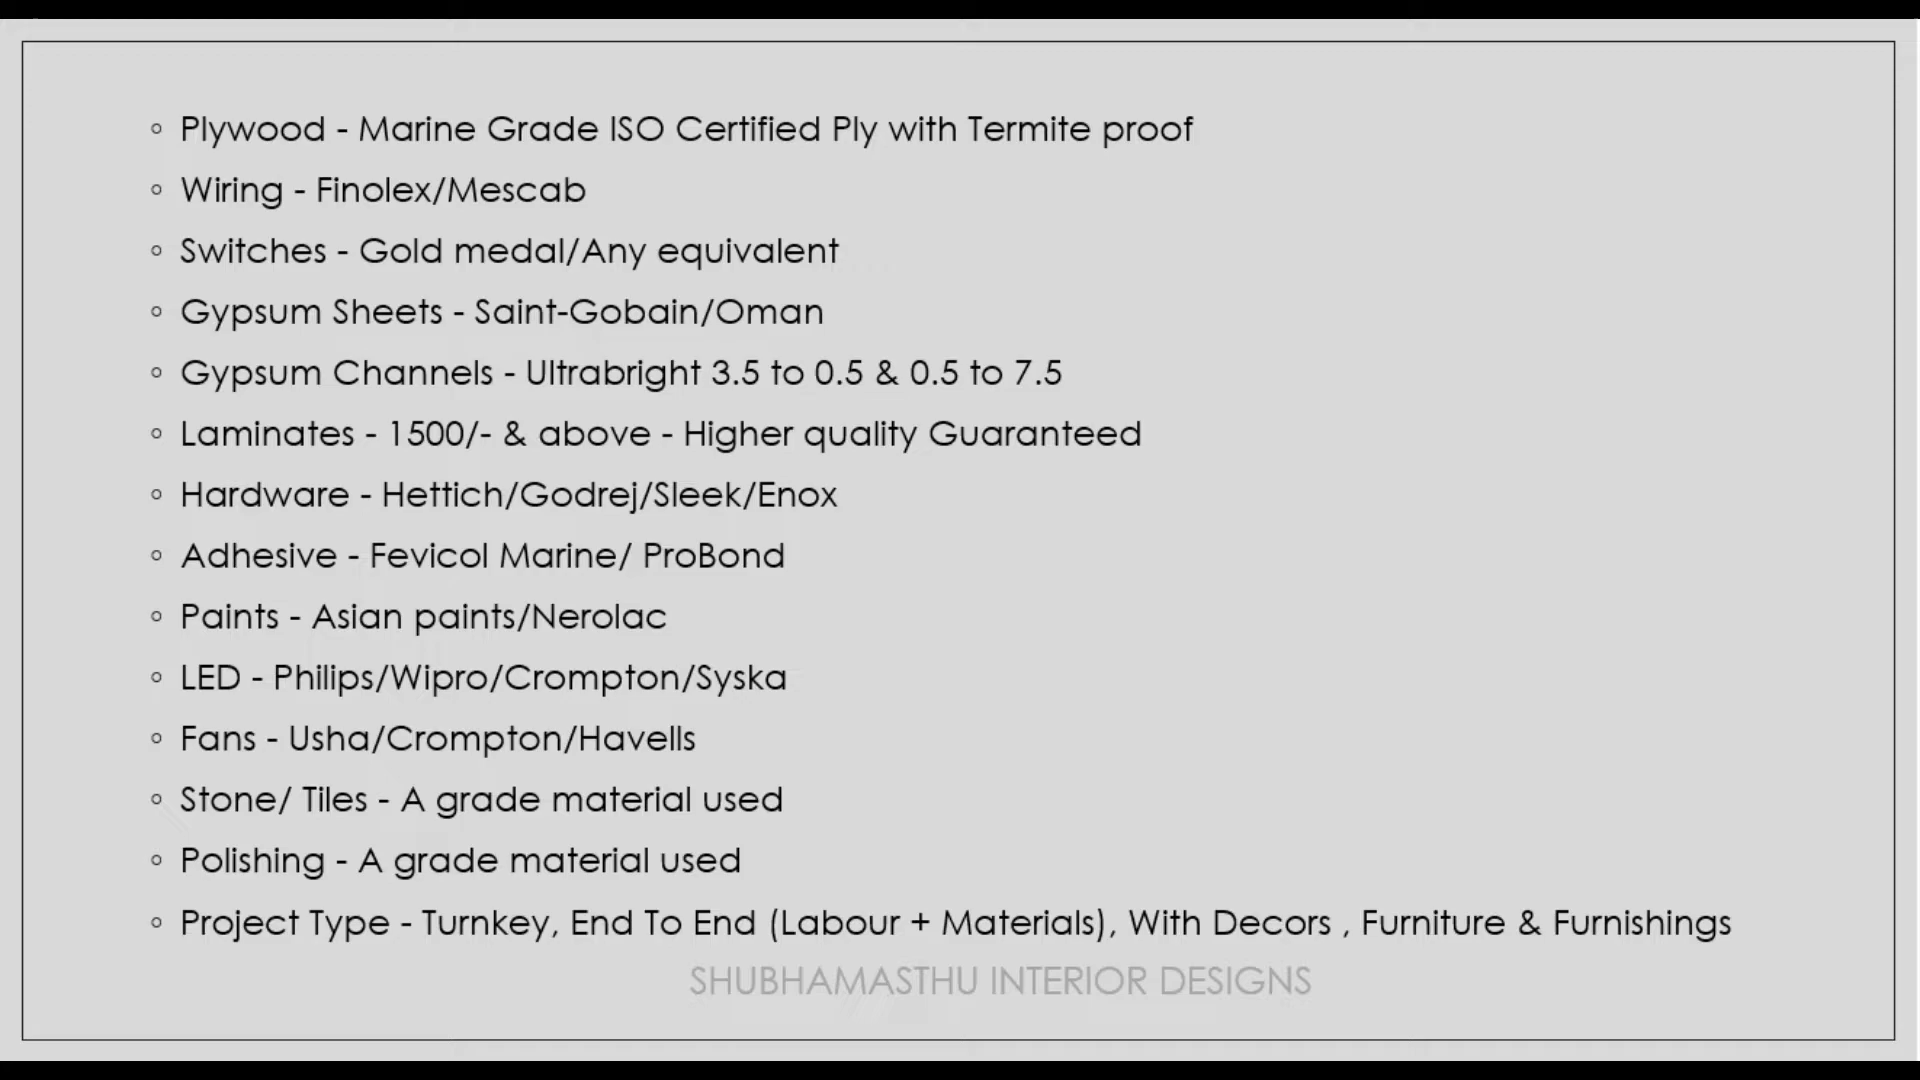 ◦ Plywood - Marine Grade ISO Certified Ply with Termite proof
◦ Wiring - Finolex/Mescab
◦ Switches - Gold medal/Any equivalent
◦ Gypsum Sheets - Saint-Gobain/Oman
◦ Gypsum Channels - Ultrabright 3.5 to 0.5 & 0.5 to 7.5
◦ Laminates - 1500/- & above - Higher quality Guaranteed
◦ Hardware - Hettich/Godrej/Sleek/Enox
◦ Adhesive - Fevicol Marine/ ProBond
◦ Paints - Asian paints/Nerolac
◦ LED - Philips/Wipro/Crompton/Syska
◦ Fans - Usha/Crompton/Havells
◦ Stone/ Tiles - A grade material used
◦ Polishing - A grade material used
◦ Project Type - Turnkey, End To End (Labour + Materials), With Decors , Furniture & Furnishings
SHUBHAMASTHU INTERIOR DESIGNS